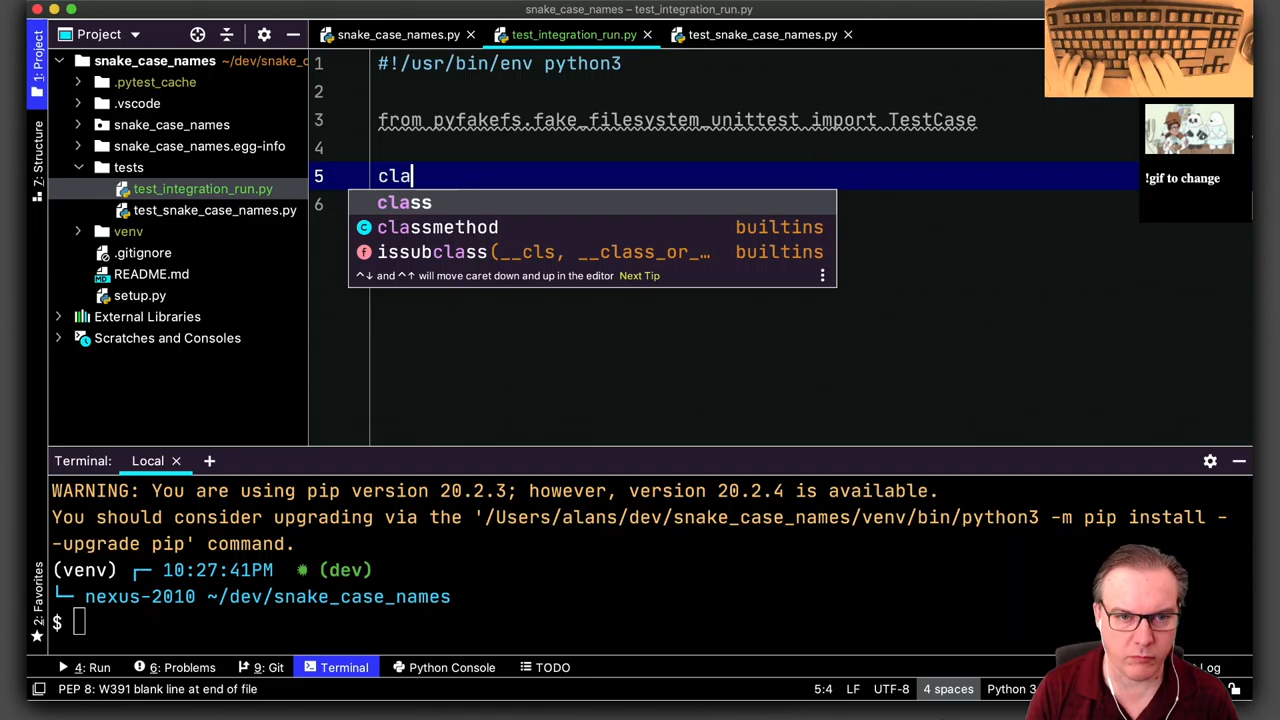 snake_case_names – test_integration_run.py
1: Project
Project
snake_case_names.py
test_integration_run.py
test_snake_case_names.py
snake_case_names ~/dev/snake_c
.pytest_cache
.vscode
snake_case_names
snake_case_names.egg-info
tests
test_integration_run.py
test_snake_case_names.py
venv
.gitignore
README.md
setup.py
External Libraries
Scratches and Consoles
7: Structure
2: Favorites
1 #!/usr/bin/env python3
2
3 from pyfakefs.fake_filesystem_unittest import TestCase
4
5 cla
6
class
classmethod builtins
issubclass(__cls, __class_or_… builtins
^↓ and ^↑ will move caret down and up in the editor Next Tip
!gif to change
Terminal: Local
WARNING: You are using pip version 20.2.3; however, version 20.2.4 is available.
You should consider upgrading via the '/Users/alans/dev/snake_case_names/venv/bin/python3 -m pip install -
-upgrade pip' command.
(venv) ┌─ 10:27:41PM ✹ (dev)
└─ nexus-2010 ~/dev/snake_case_names
$
4: Run 6: Problems 9: Git Terminal Python Console TODO Log
PEP 8: W391 blank line at end of file 5:4 LF UTF-8 4 spaces Python 3